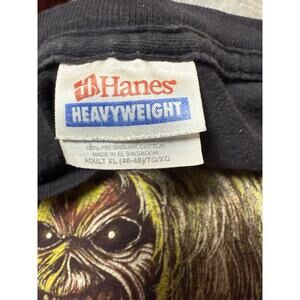 Hanes
HEAVYWEIGHT
100% PRESHRUNK COTTON
MADE IN EL SALVADOR
ADULT XL (46-48)/TG/XG